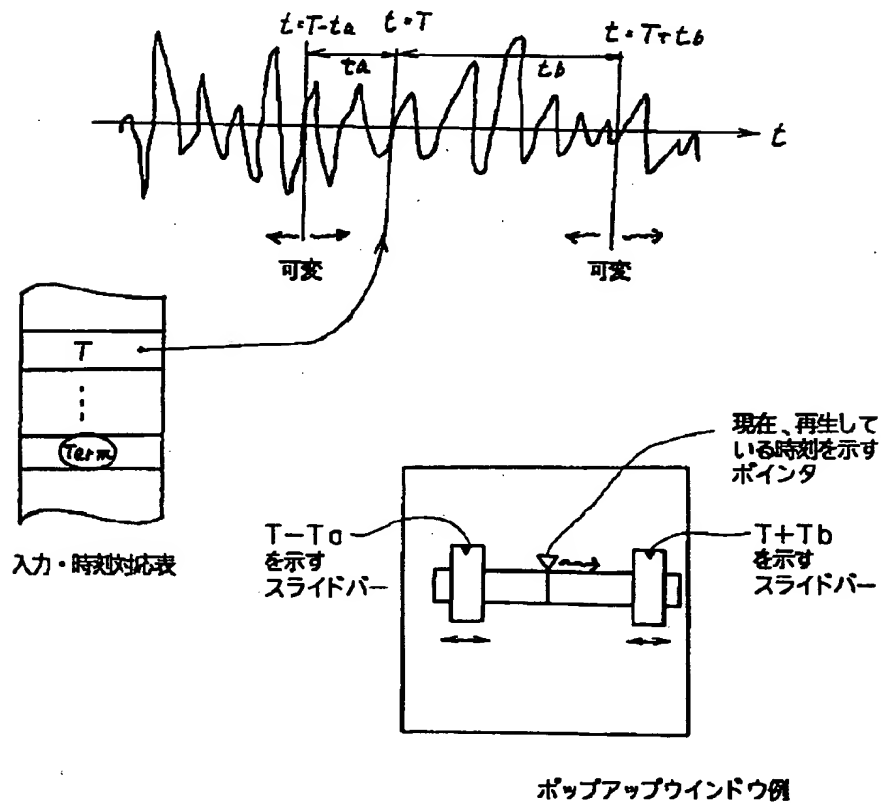 t=T-ta
t=T
t=T+tb
ta
tb
t
可変
可変
T
Term
入力・時刻対応表
現在、再生して
いる時刻を示す
ポインタ
T-Ta
を示す
スライドバー
T+Tb
を示す
スライドバー
ポップアップウインドウ例